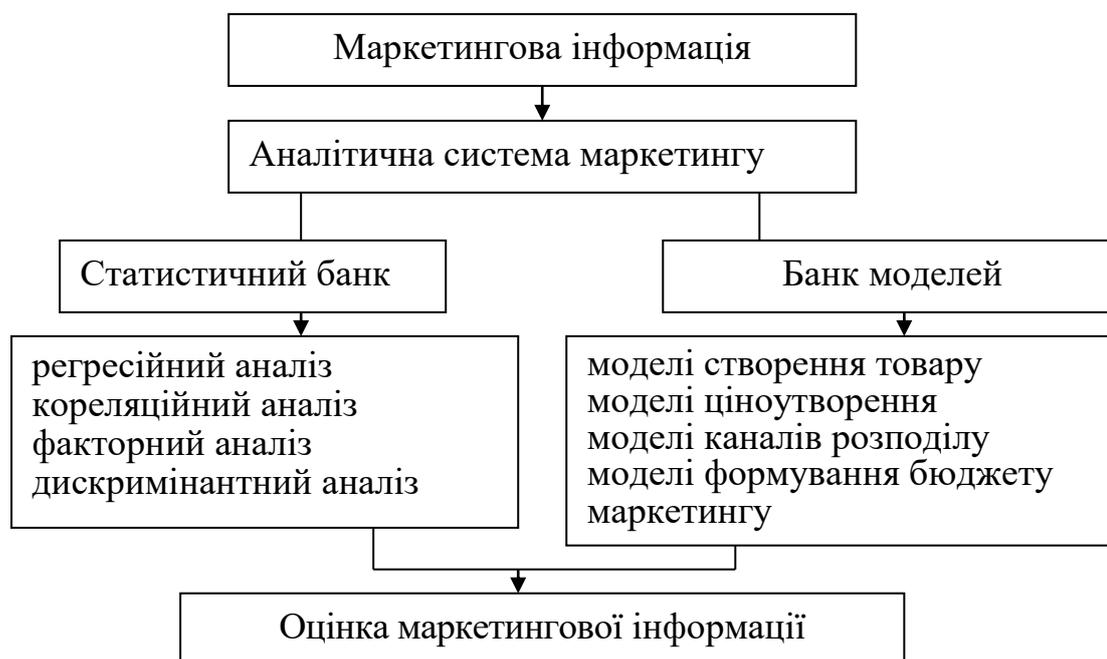 Маркетингова інформація
Аналітична система маркетингу
Статистичний банк
Банк моделей
регресійний аналіз
кореляційний аналіз
факторний аналіз
дискримінантний аналіз
моделі створення товару
моделі ціноутворення
моделі каналів розподілу
моделі формування бюджету
маркетингу
Оцінка маркетингової інформації